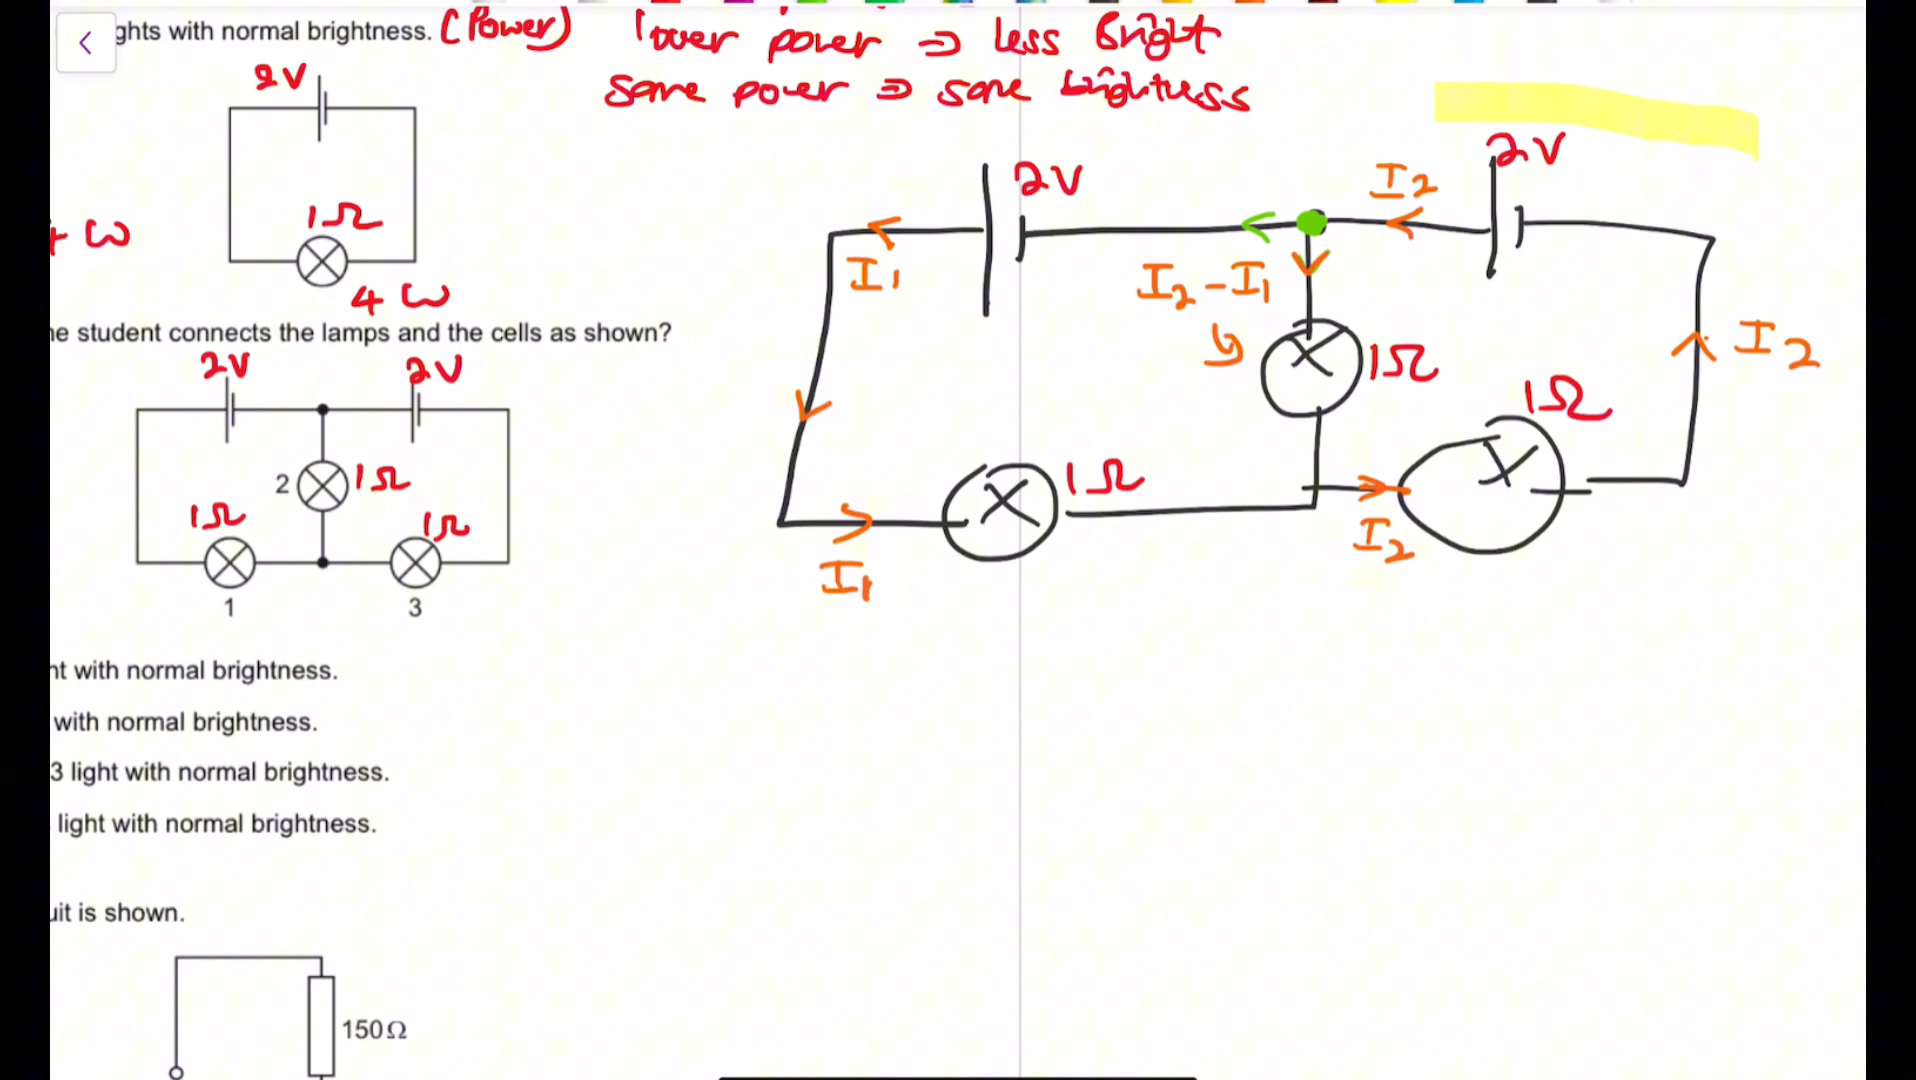 ghts with normal brightness. (Power)
lower power ⇒ less Bright
same power ⇒ same brightness
2V
1Ω
4 W
ω
ne student connects the lamps and the cells as shown?
2V 2V
2 1Ω
1Ω 1Ω
1 3
nt with normal brightness.
with normal brightness.
3 light with normal brightness.
light with normal brightness.
uit is shown.
150Ω
2V 2V
I2
I1 I2-I1
1Ω I2
1Ω
1Ω
I2
I1